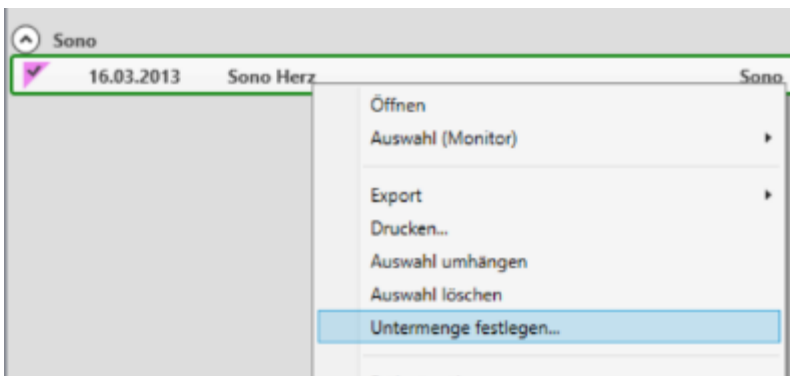 Sono
16.03.2013 Sono Herz Sono
Öffnen
Auswahl (Monitor)
Export
Drucken...
Auswahl umhängen
Auswahl löschen
Untermenge festlegen...